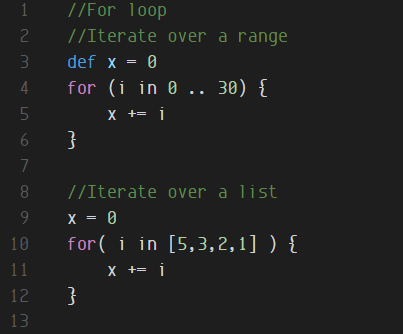 1 //For loop
2 //Iterate over a range
3 def x = 0
4 for (i in 0 .. 30) {
5     x += i
6 }
7
8 //Iterate over a list
9 x = 0
10 for( i in [5,3,2,1] ) {
11     x += i
12 }
13